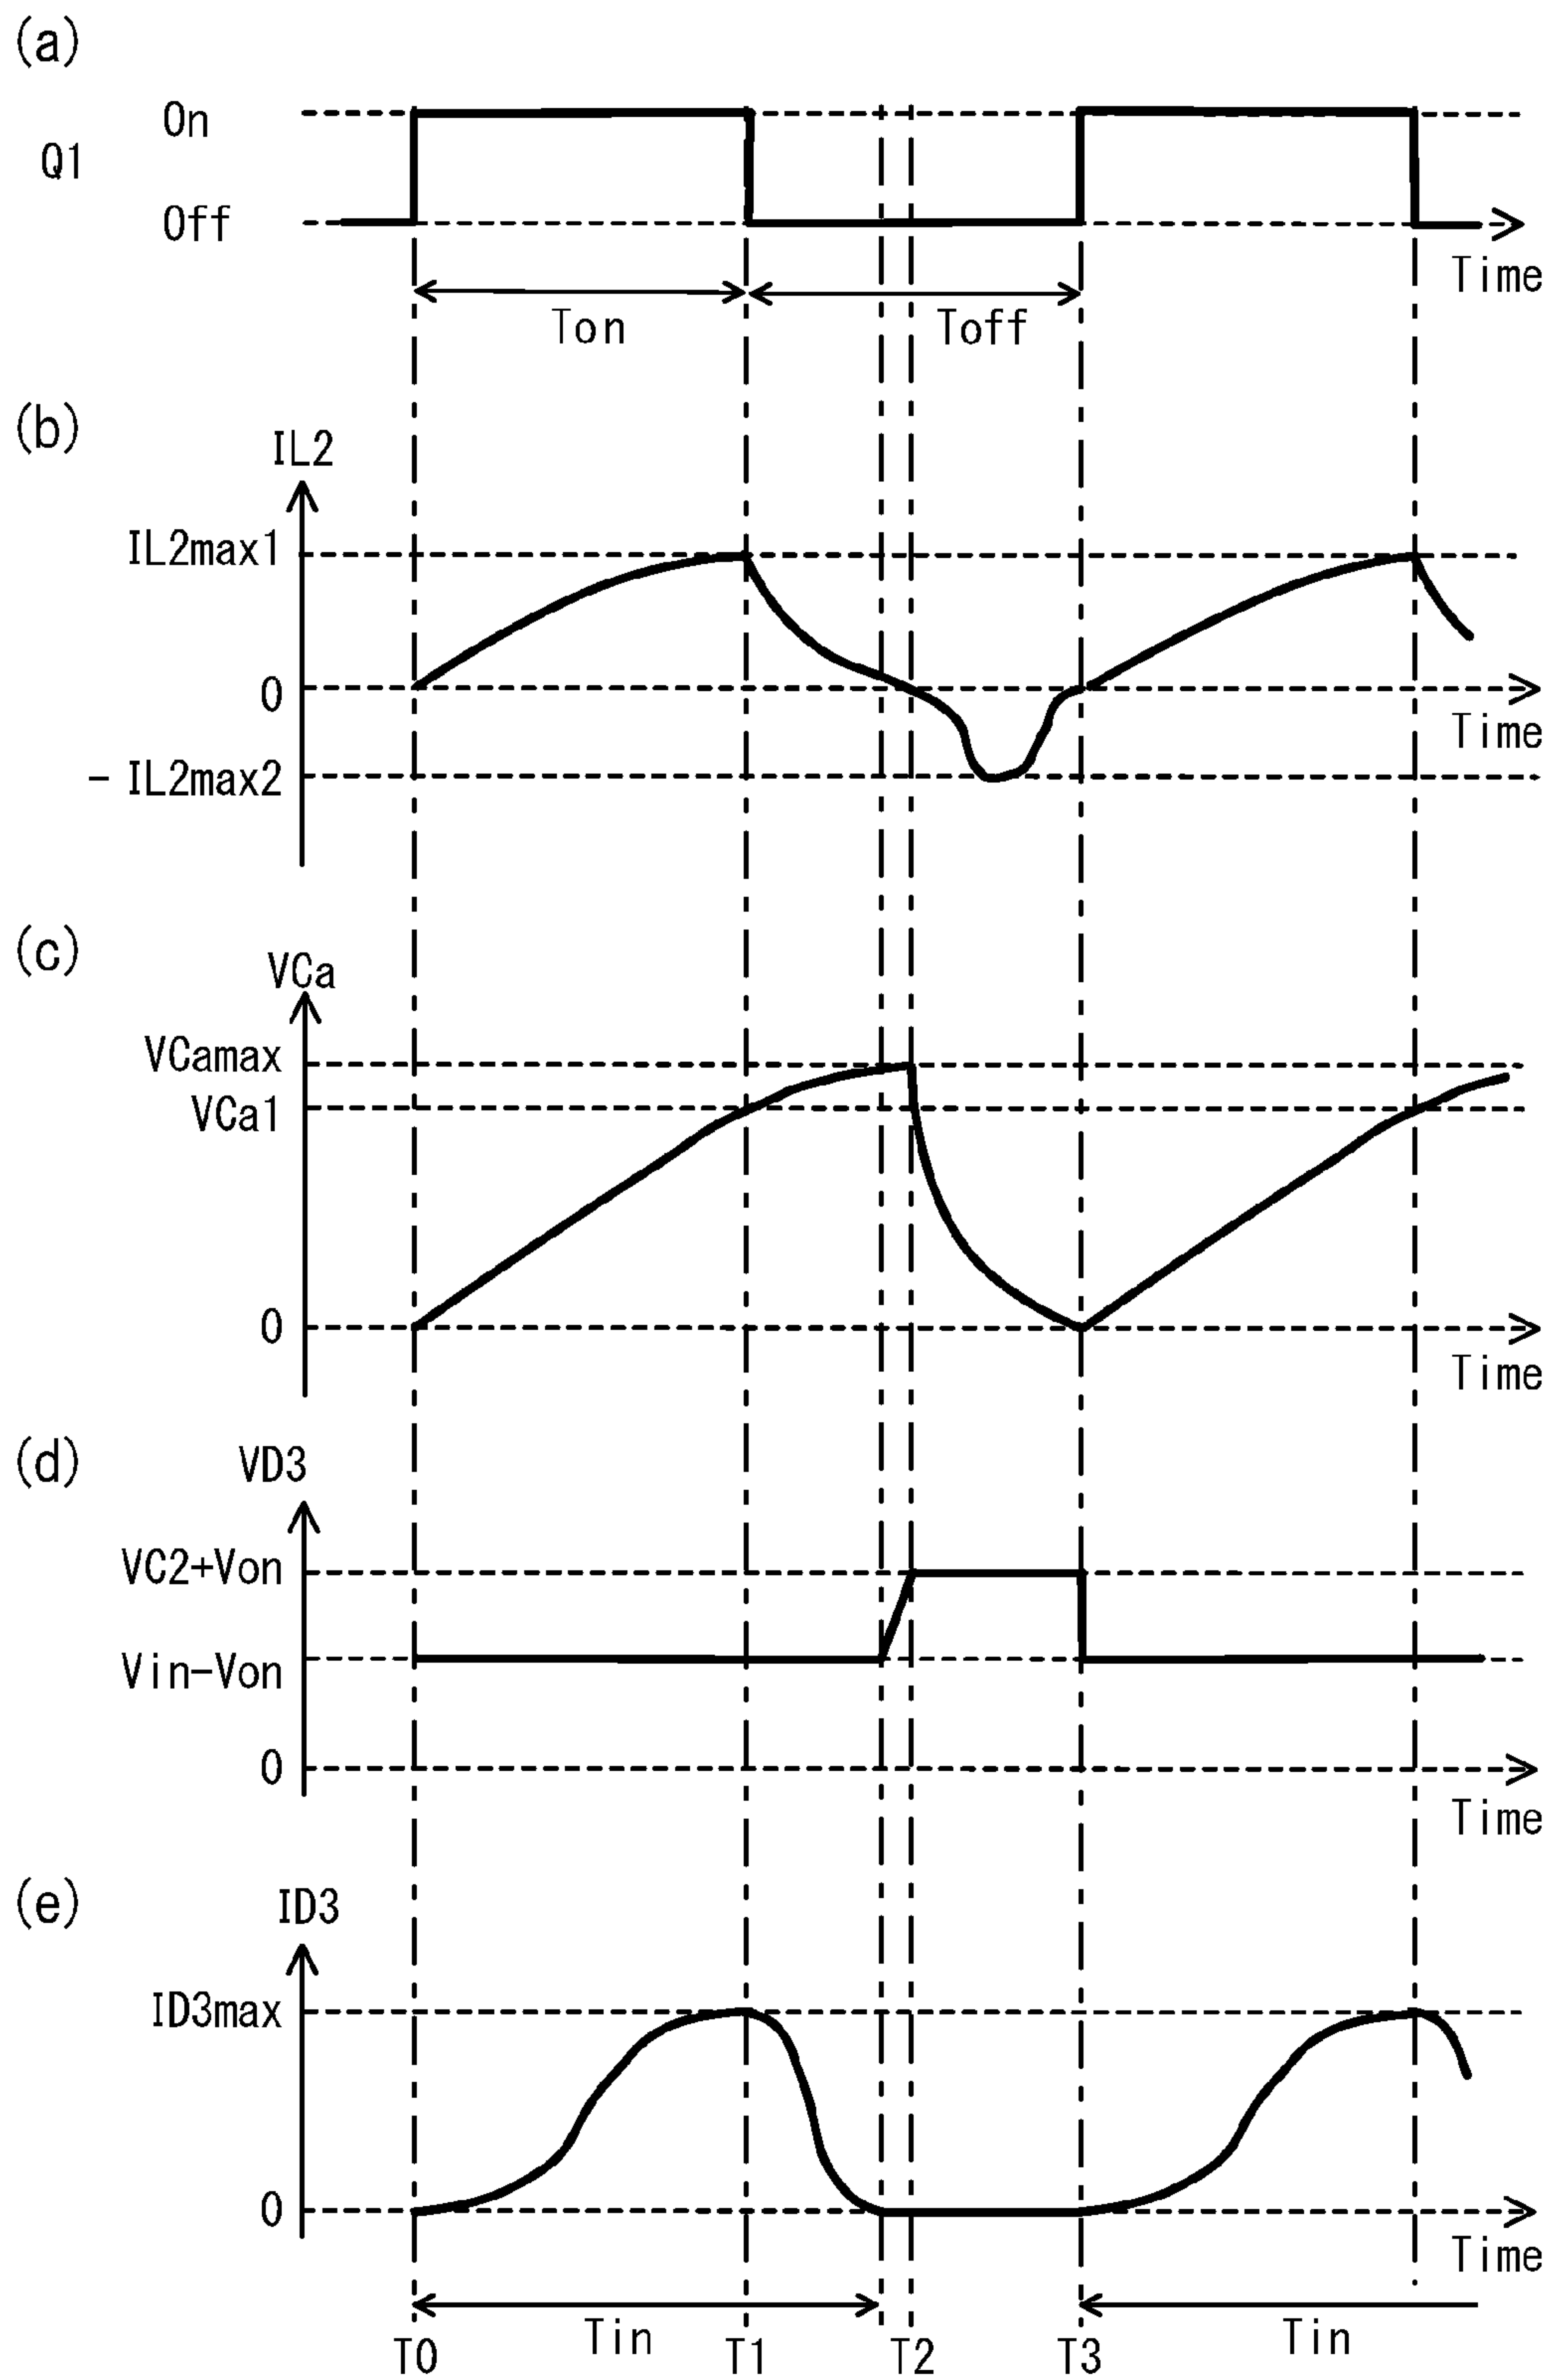 (a)
On
Q1
Off
Time
Ton
Toff
(b)
IL2
IL2max1
0
Time
- IL2max2
(c)
VCa
VCamax
VCa1
0
Time
(d)
VD3
VC2+Von
Vin-Von
0
Time
(e)
ID3
ID3max
0
Time
Tin
Tin
T0
T1
T2
T3